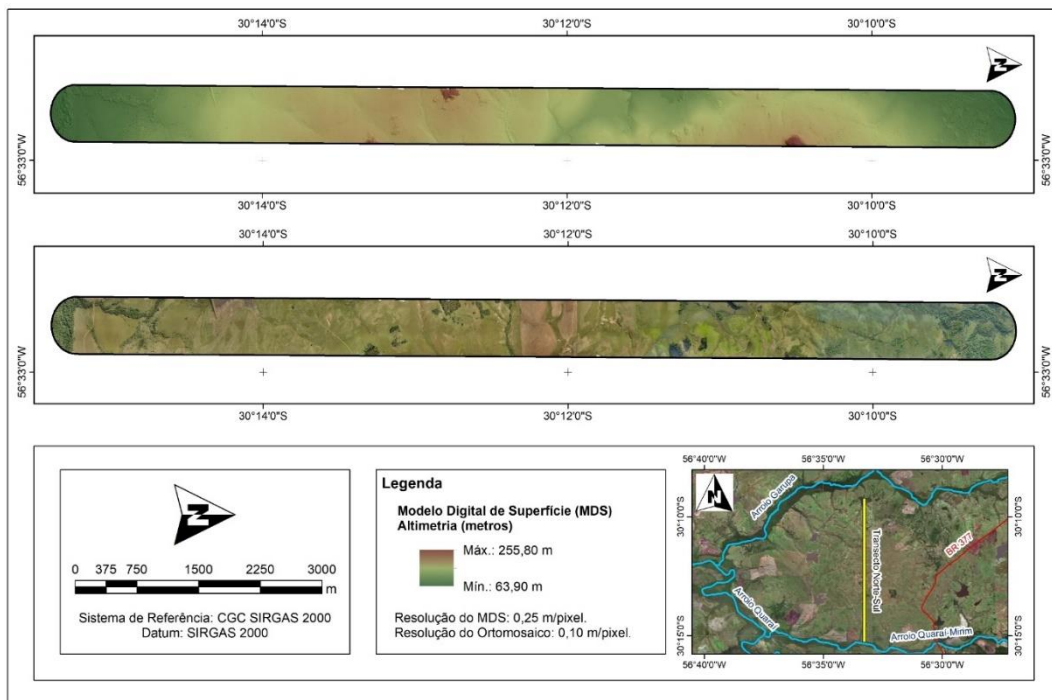 30°14'0"S 30°12'0"S 30°10'0"S
56°33'0"W 56°33'0"W
N
30°14'0"S 30°12'0"S 30°10'0"S
30°14'0"S 30°12'0"S 30°10'0"S
56°33'0"W 56°33'0"W
N
30°14'0"S 30°12'0"S 30°10'0"S
N
0 375 750 1500 2250 3000
m
Sistema de Referência: CGC SIRGAS 2000
Datum: SIRGAS 2000
Legenda
Modelo Digital de Superfície (MDS)
Altimetria (metros)
Máx.: 255,80 m
Mín.: 63,90 m
Resolução do MDS: 0,25 m/pixel.
Resolução do Ortomosaico: 0,10 m/pixel.
56°40'0"W 56°35'0"W 56°30'0"W
N
Arroio Garupa
30°10'0"S 30°10'0"S
BR 377
Transecto Norte-Sul
Arroio Quaraí
Arroio Quaraí-Mirim
30°15'0"S 30°15'0"S
56°40'0"W 56°35'0"W 56°30'0"W